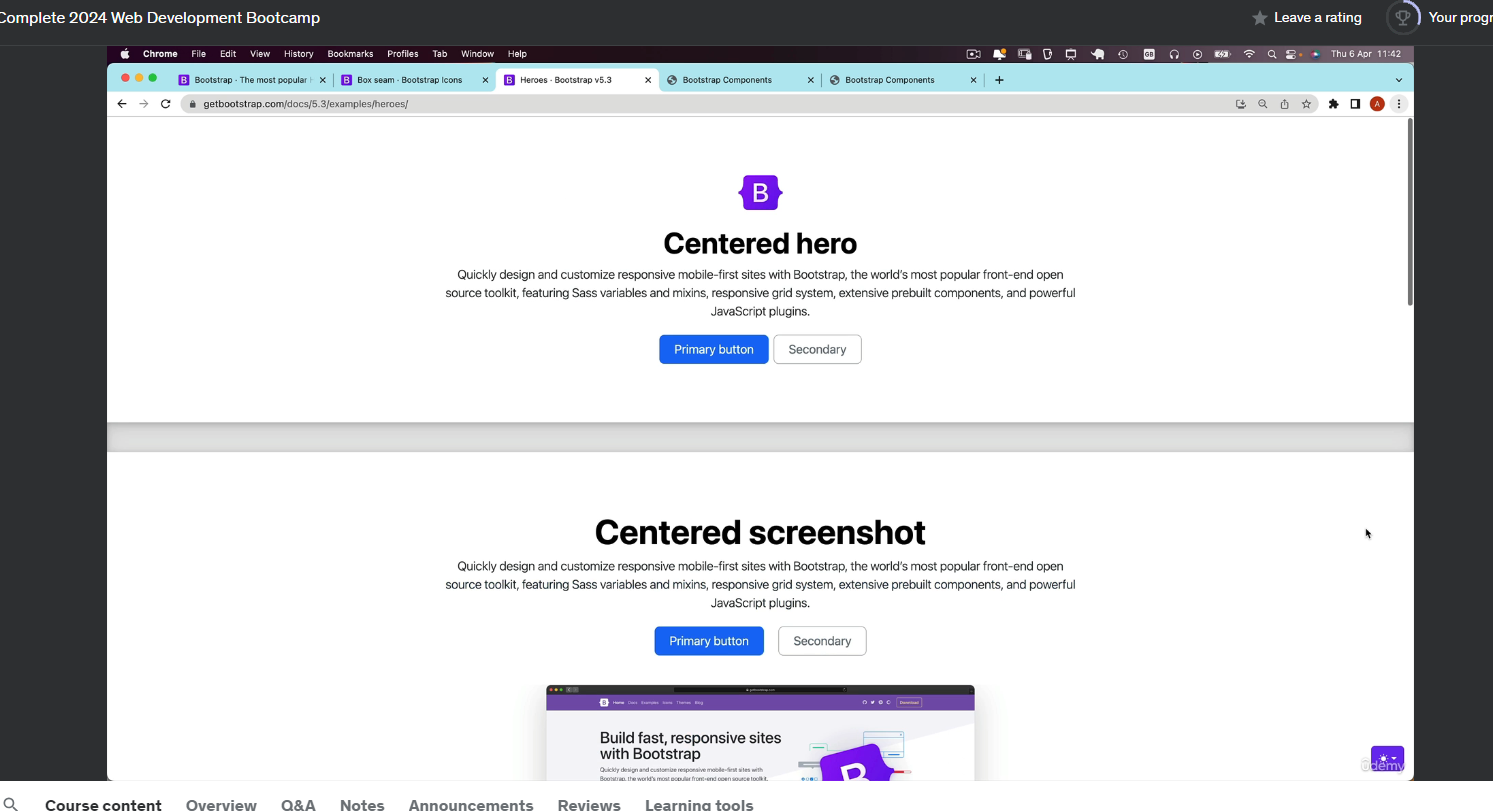 Complete 2024 Web Development Bootcamp
Leave a rating
Your progr
Chrome File Edit View History Bookmarks Profiles Tab Window Help
GB
Thu 6 Apr 11:42
Bootstrap · The most popular
Box seam · Bootstrap Icons
Heroes · Bootstrap v5.3
Bootstrap Components
Bootstrap Components
getbootstrap.com/docs/5.3/examples/heroes/
A
B
Centered hero
Quickly design and customize responsive mobile-first sites with Bootstrap, the world's most popular front-end open
source toolkit, featuring Sass variables and mixins, responsive grid system, extensive prebuilt components, and powerful
JavaScript plugins.
Primary button Secondary
Centered screenshot
Quickly design and customize responsive mobile-first sites with Bootstrap, the world's most popular front-end open
source toolkit, featuring Sass variables and mixins, responsive grid system, extensive prebuilt components, and powerful
JavaScript plugins.
Primary button Secondary
B Home Docs Examples Icons Themes Blog
Download
Build fast, responsive sites
with Bootstrap
Quickly design and customize responsive mobile-first sites with
Bootstrap, the world's most popular front-end open source toolkit,
B
ûdemy
Course content Overview Q&A Notes Announcements Reviews Learning tools